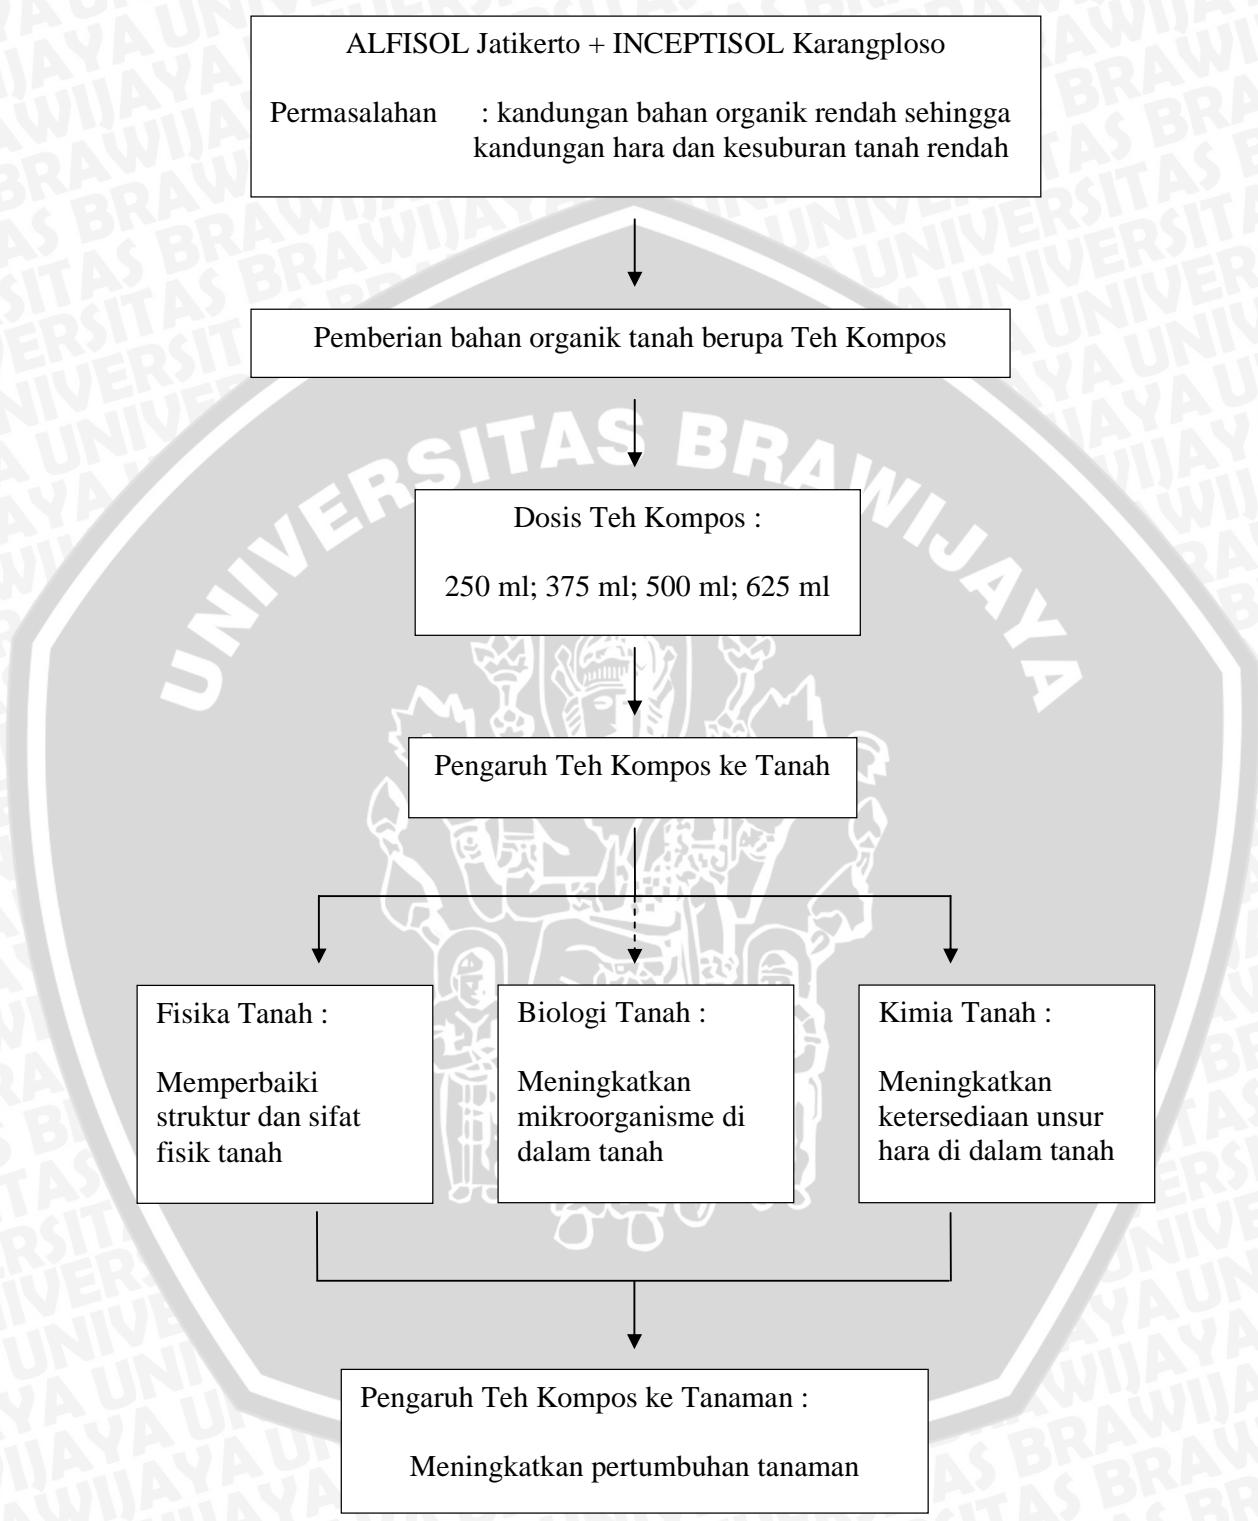 ALFISOL Jatikerto + INCEPTISOL Karangploso
Permasalahan : kandungan bahan organik rendah sehingga
kandungan hara dan kesuburan tanah rendah
Pemberian bahan organik tanah berupa Teh Kompos
UNIVERSITAS BRAWIJAYA
Dosis Teh Kompos :
250 ml; 375 ml; 500 ml; 625 ml
Pengaruh Teh Kompos ke Tanah
Fisika Tanah :
Memperbaiki
struktur dan sifat
fisik tanah
Biologi Tanah :
Meningkatkan
mikroorganisme di
dalam tanah
Kimia Tanah :
Meningkatkan
ketersediaan unsur
hara di dalam tanah
Pengaruh Teh Kompos ke Tanaman :
Meningkatkan pertumbuhan tanaman